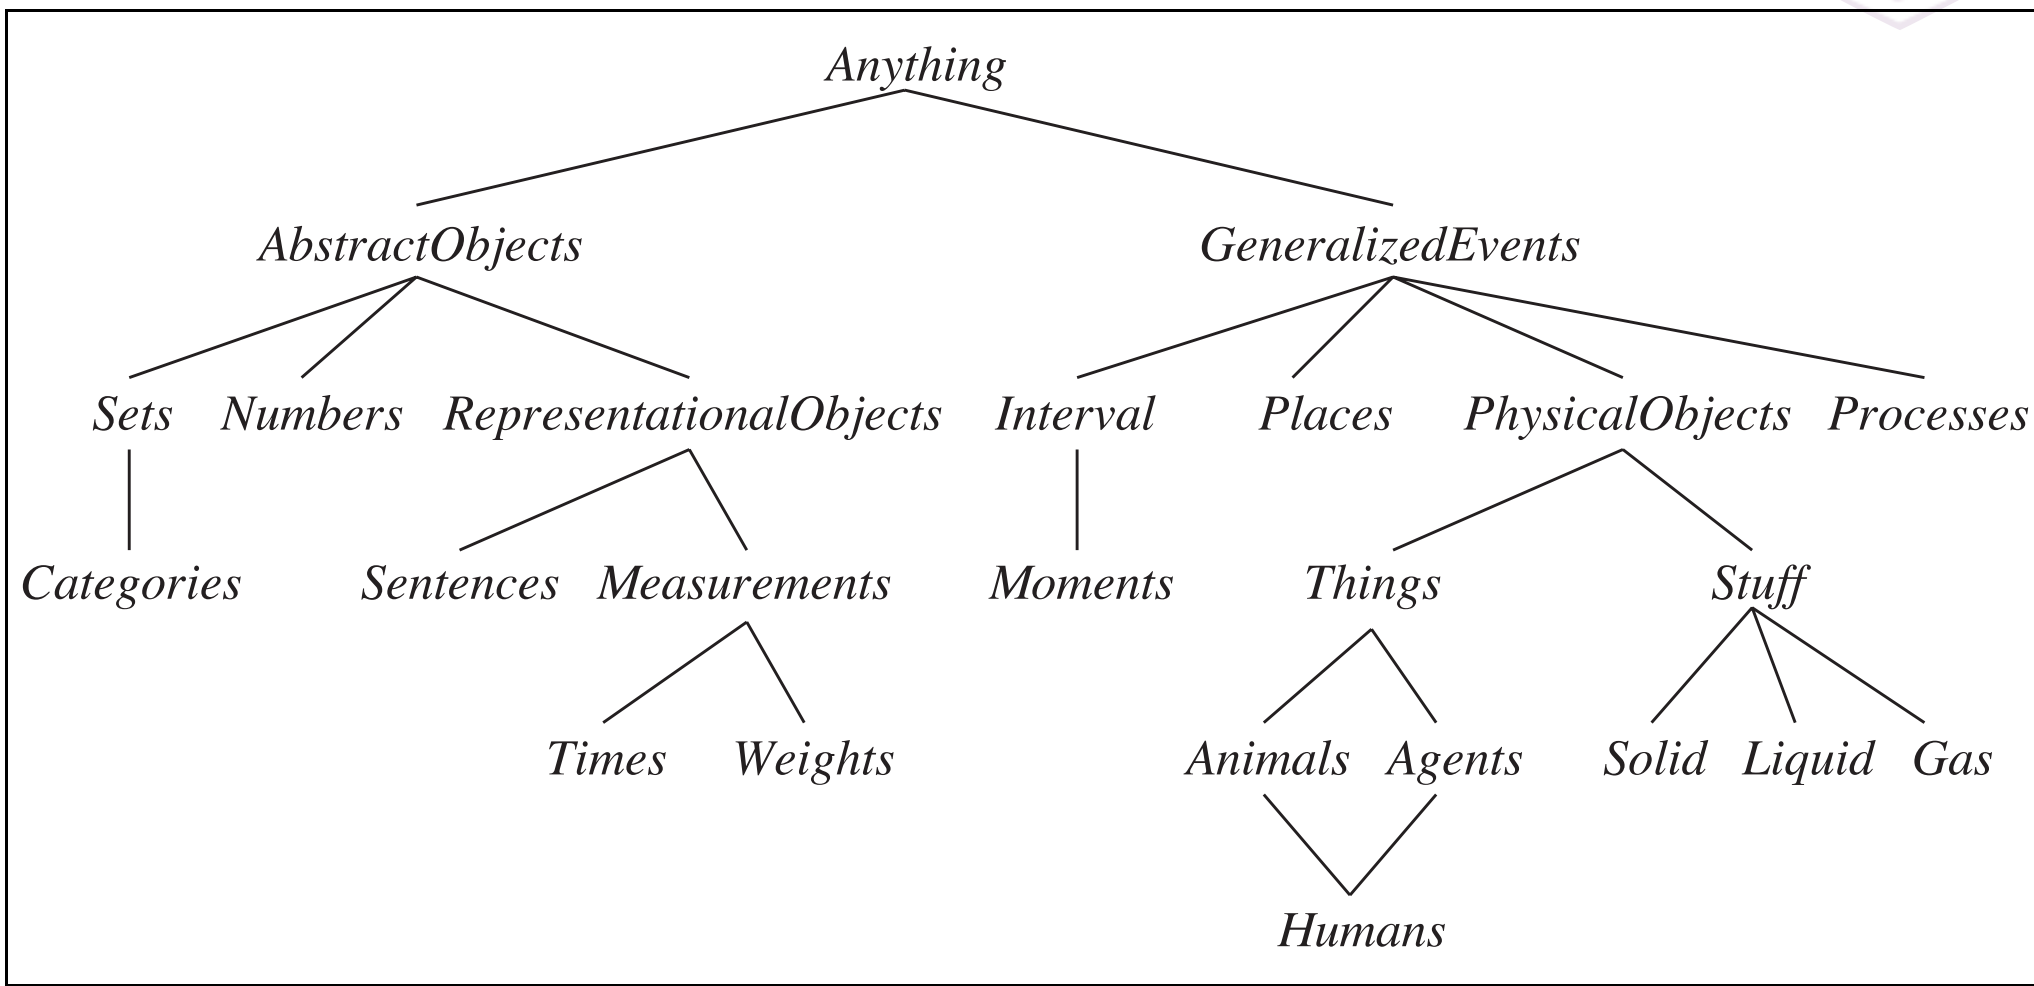 Anything
AbstractObjects GeneralizedEvents
Sets Numbers RepresentationalObjects Interval Places PhysicalObjects Processes
Categories Sentences Measurements Moments Things Stuff
Times Weights Animals Agents Solid Liquid Gas
Humans